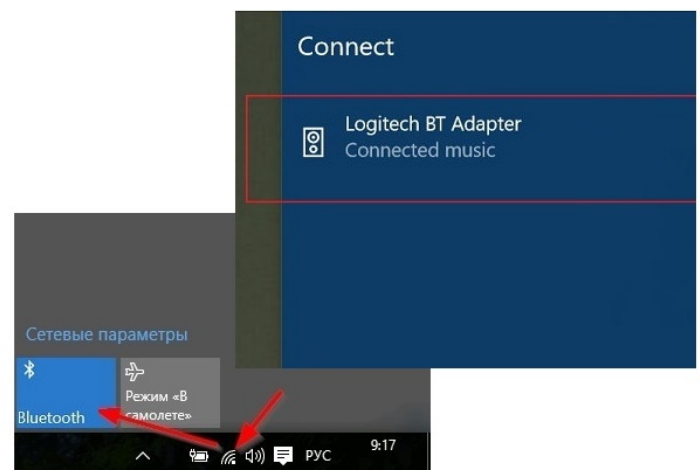 Connect
Logitech BT Adapter
Connected music
Сетевые параметры
Bluetooth
Режим «В
самолете»
РУС
9:17